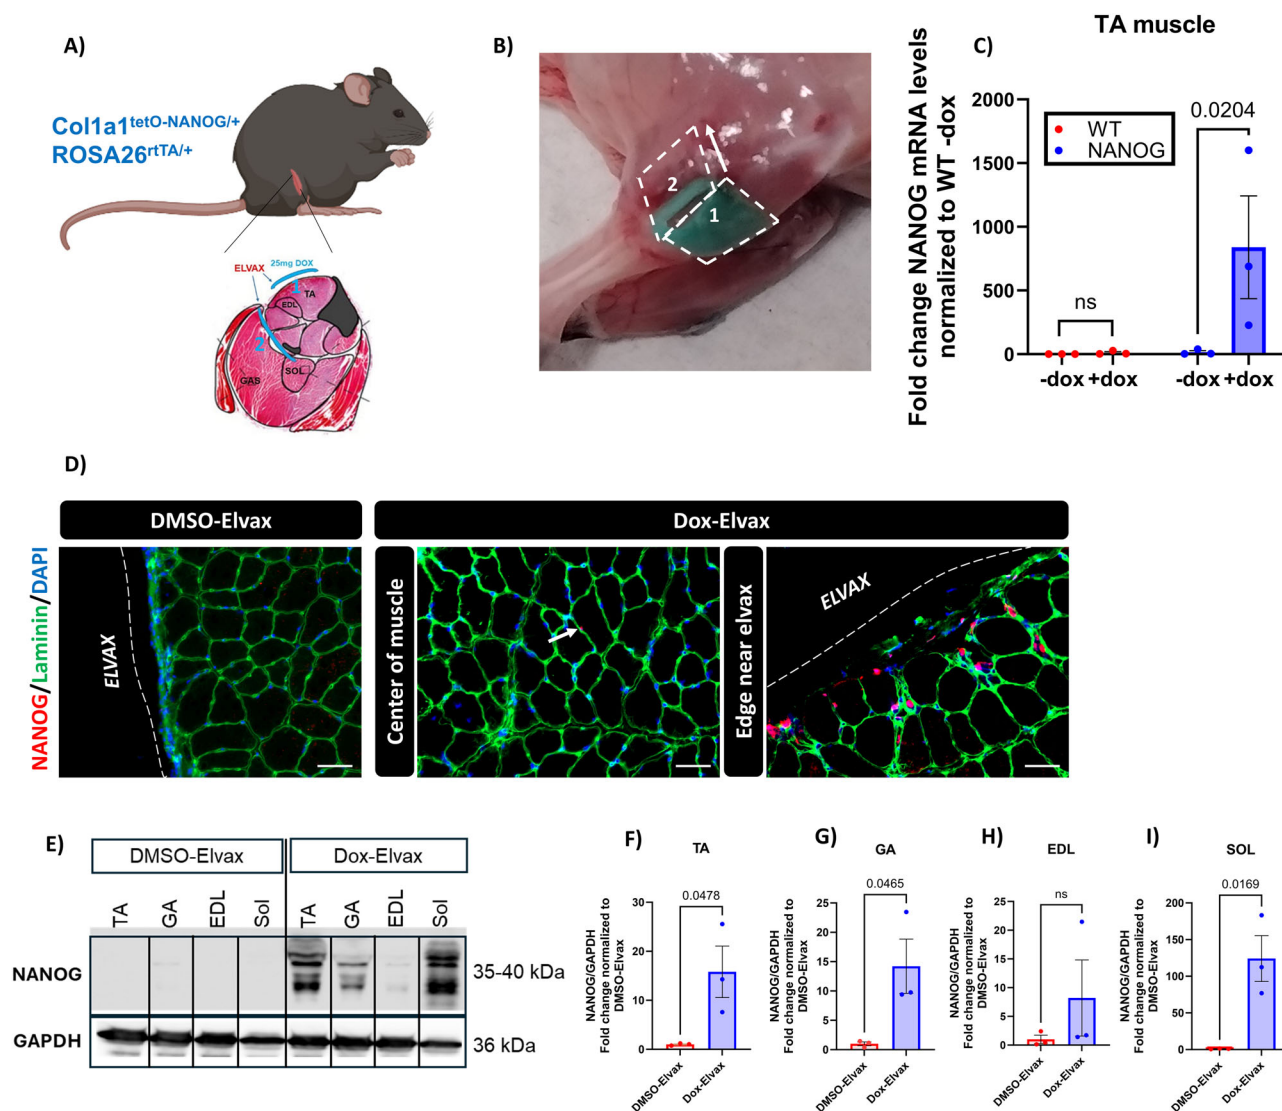 A)
Col1a1tetO-NANOG/+
ROSA26rtTA/+
ELVAX
25mg DOX
1
TA
EDL
2
SOL
GAS
B)
2
1
C)
TA muscle
Fold change NANOG mRNA levels
normalized to WT -dox
2000
1500
1000
500
0
WT
NANOG
ns
0.0204
-dox +dox
-dox +dox
D)
DMSO-Elvax
Dox-Elvax
NANOG/Laminin/DAPI
ELVAX
Center of muscle
Edge near elvax
ELVAX
E)
DMSO-Elvax
Dox-Elvax
TA
GA
EDL
Sol
TA
GA
EDL
Sol
NANOG
35-40 kDa
GAPDH
36 kDa
F)
TA
NANOG/GAPDH
Fold change normalized to
DMSO-Elvax
30
20
10
0
0.0478
DMSO-Elvax
Dox-Elvax
G)
GA
NANOG/GAPDH
Fold change normalized to
DMSO-Elvax
25
20
15
10
5
0
0.0465
DMSO-Elvax
Dox-Elvax
H)
EDL
NANOG/GAPDH
Fold change normalized to
DMSO-Elvax
25
20
15
10
5
0
ns
DMSO-Elvax
Dox-Elvax
I)
SOL
NANOG/GAPDH
Fold change normalized to
DMSO-Elvax
200
150
100
50
0
0.0169
DMSO-Elvax
Dox-Elvax